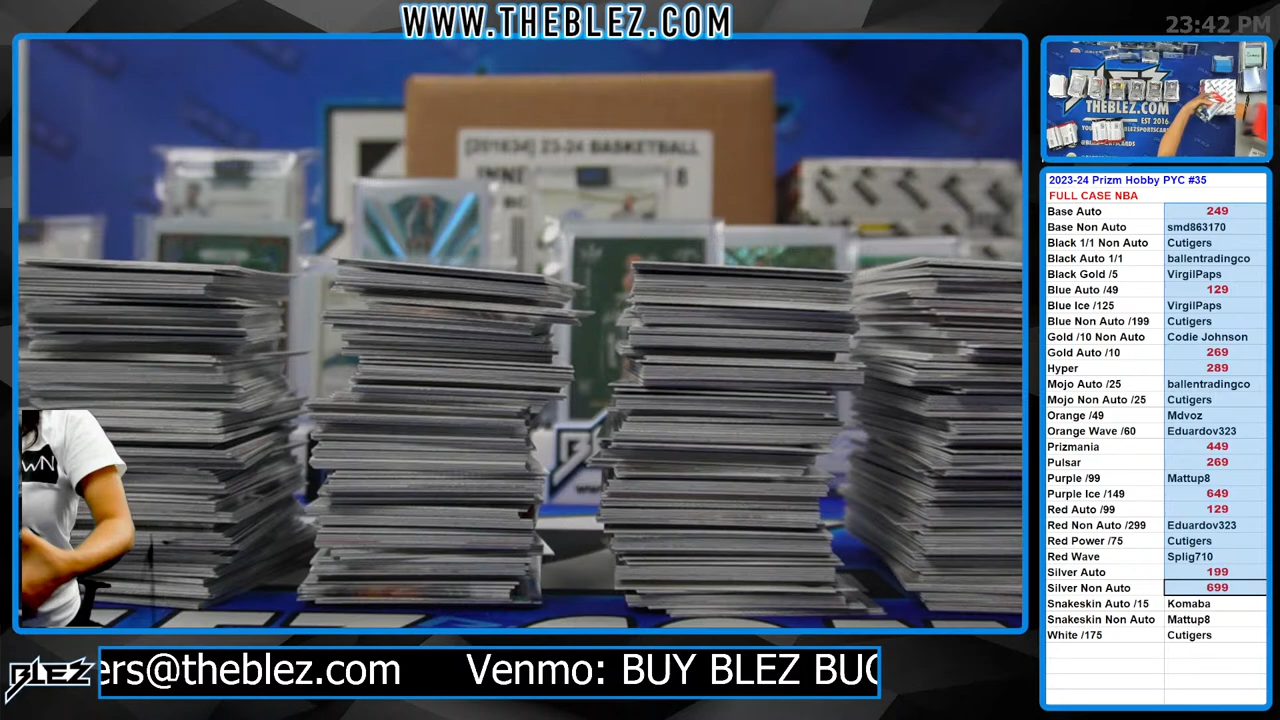 WWW.THEBLEZ.COM
23:42 PM
[201634] 23-24 BASKETBALL
8
THEBLEZ.COM
EST 2016
2023-24 Prizm Hobby PYC #35
FULL CASE NBA
Base Auto 249
Base Non Auto smd863170
Black 1/1 Non Auto Cutigers
Black Auto 1/1 ballentradingco
Black Gold /5 VirgilPaps
Blue Auto /49 129
Blue Ice /125 VirgilPaps
Blue Non Auto /199 Cutigers
Gold /10 Non Auto Codie Johnson
Gold Auto /10 269
Hyper 289
Mojo Auto /25 ballentradingco
Mojo Non Auto /25 Cutigers
Orange /49 Mdvoz
Orange Wave /60 Eduardov323
Prizmania 449
Pulsar 269
Purple /99 Mattup8
Purple Ice /149 649
Red Auto /99 129
Red Non Auto /299 Eduardov323
Red Power /75 Cutigers
Red Wave Splig710
Silver Auto 199
Silver Non Auto 699
Snakeskin Auto /15 Komaba
Snakeskin Non Auto Mattup8
White /175 Cutigers
BLEZ
ers@theblez.com Venmo: BUY BLEZ BUC